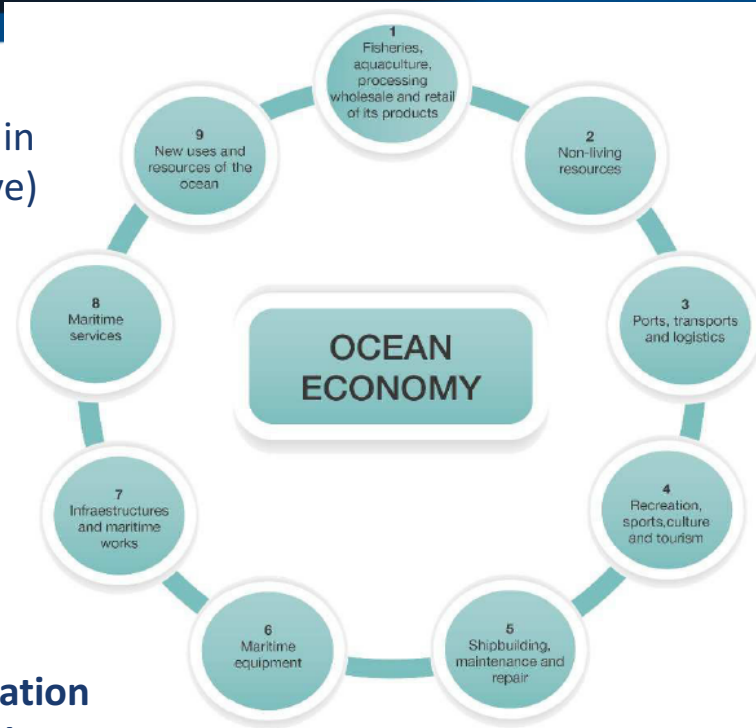 in
ve)
ation
1
Fisheries,
aquaculture,
processing
wholesale and retail
of its products
2
Non-living
resources
3
Ports, transports
and logistics
4
Recreation,
sports,culture
and tourism
5
Shipbuilding,
maintenance and
repair
6
Maritime
equipment
7
Infraestructures
and maritime
works
8
Maritime
services
9
New uses and
resources of the
ocean
OCEAN
ECONOMY